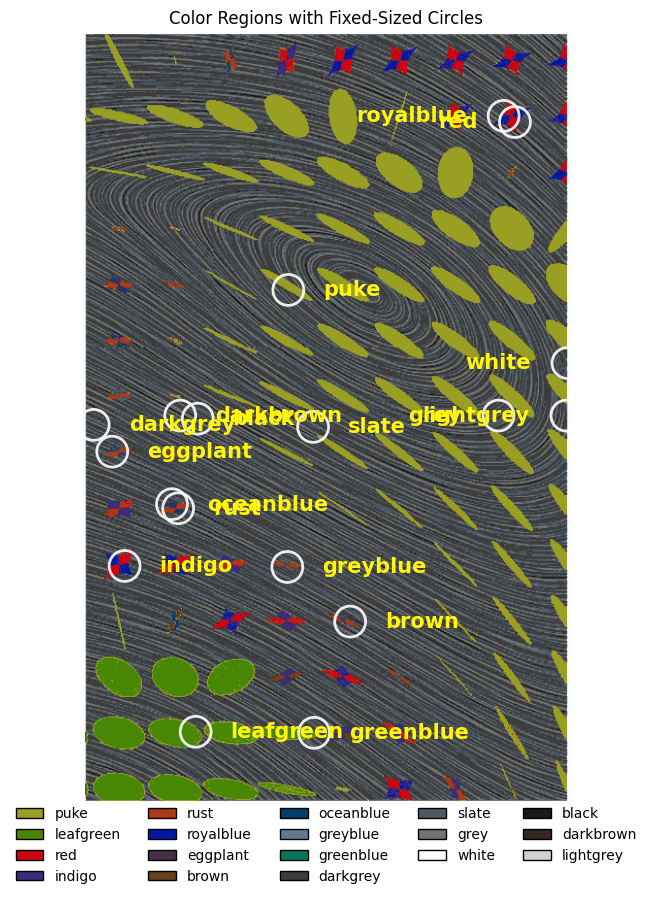 Color Regions with Fixed-Sized Circles
royalblue
red
puke
white
darkbrown
black
darkgrey
slate
grey
lightgrey
eggplant
oceanblue
rust
indigo
greyblue
brown
leafgreen
greenblue
puke rust oceanblue slate black
leafgreen royalblue greyblue grey darkbrown
red eggplant greenblue white lightgrey
indigo brown darkgrey